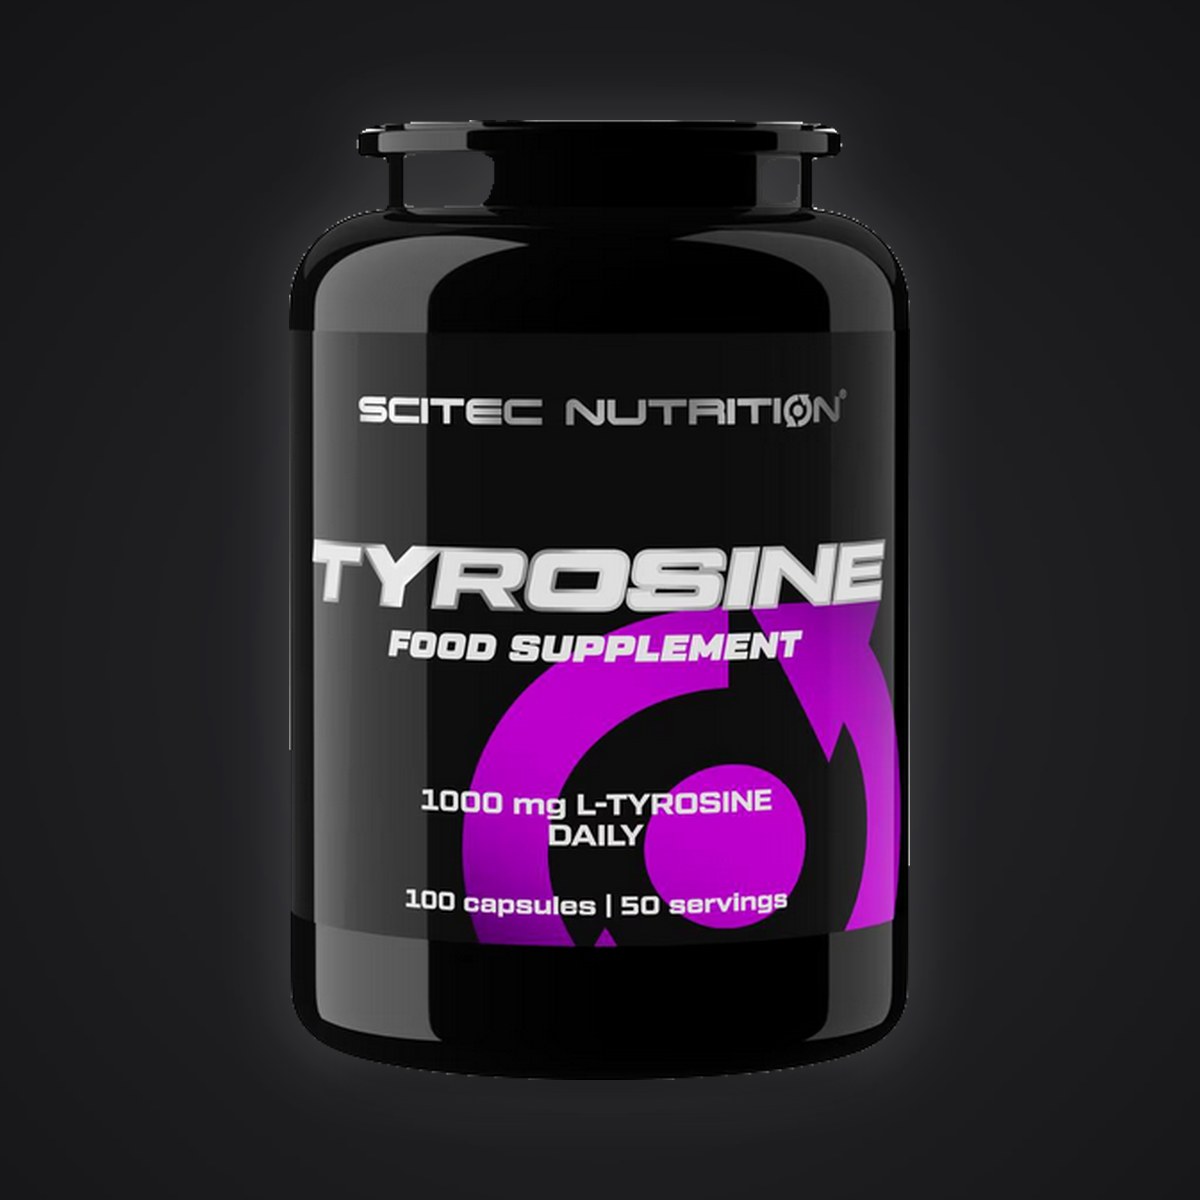 SCITEC NUTRITION®
TYROSINE
FOOD SUPPLEMENT
1000 mg L-TYROSINE
DAILY
100 capsules | 50 servings